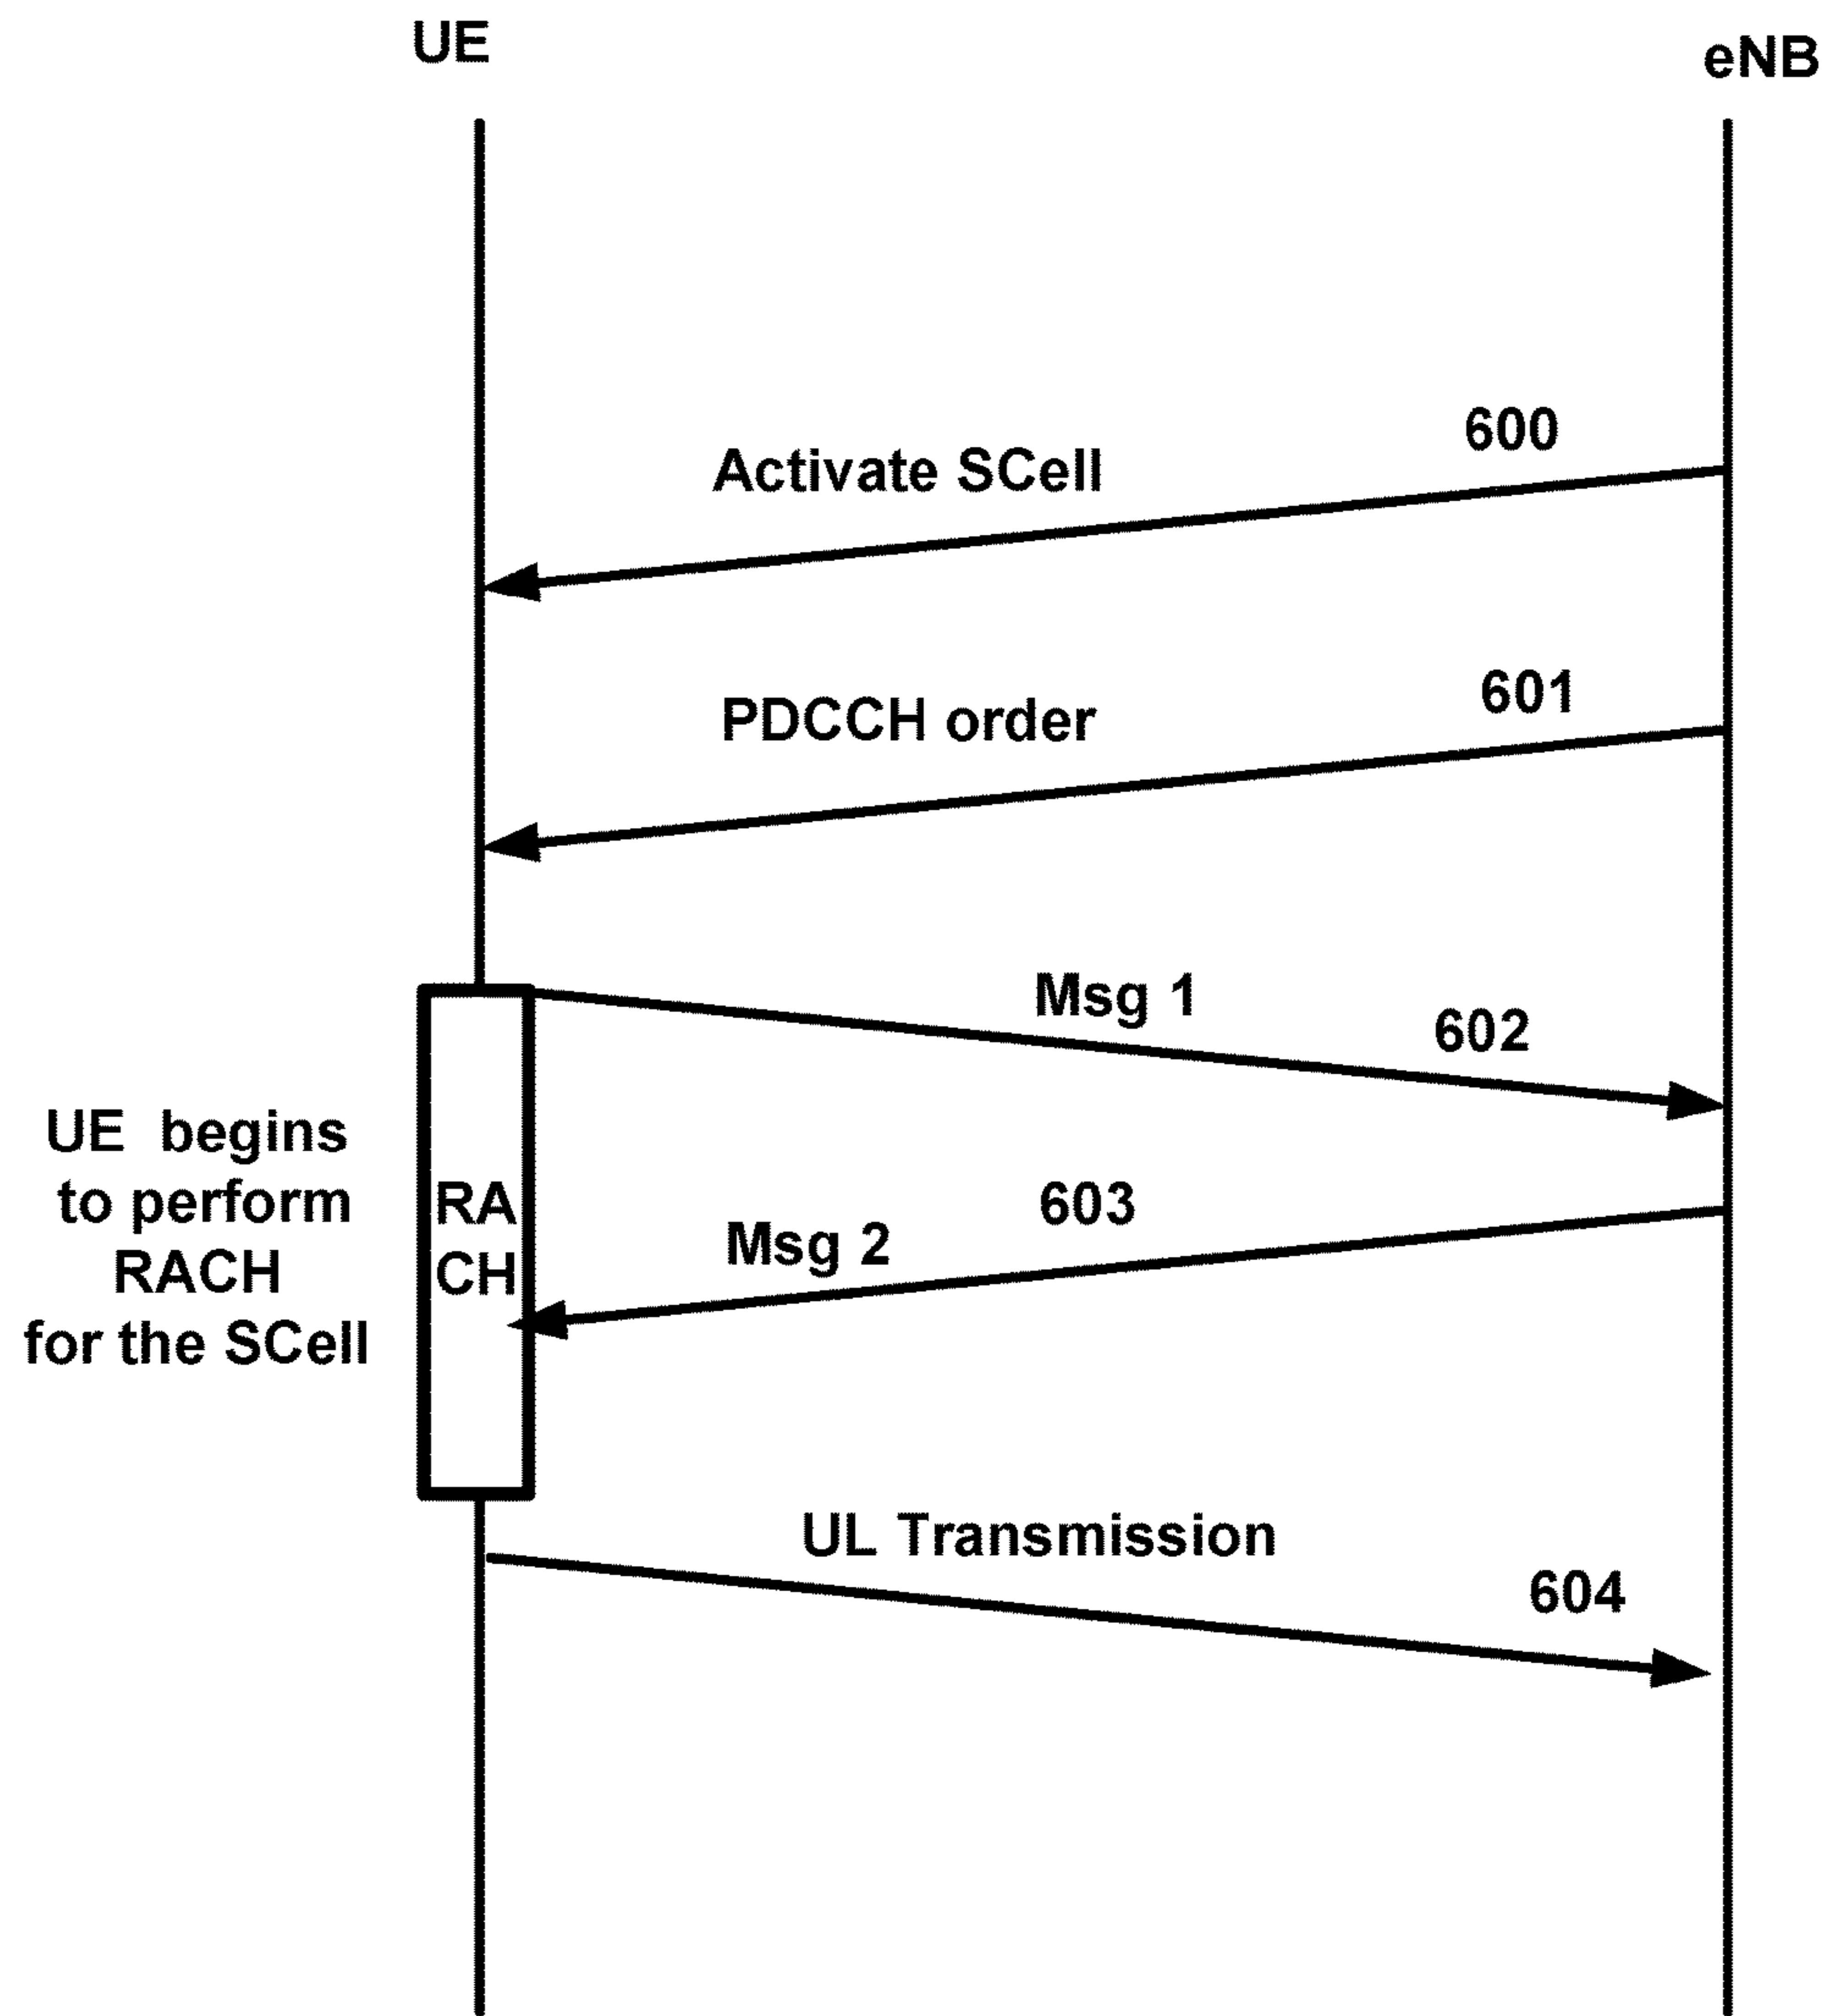 UE
eNB
600
Activate SCell
601
PDCCH order
Msg 1
602
UE begins
to perform
RACH
for the SCell
RA
CH
603
Msg 2
UL Transmission
604